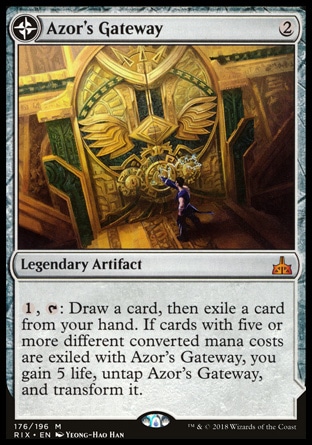 Azor's Gateway 2
Legendary Artifact
1, T: Draw a card, then exile a card
from your hand. If cards with five or
more different converted mana costs
are exiled with Azor's Gateway, you
gain 5 life, untap Azor's Gateway,
and transform it.
176/196 M
RIX • EN Yeong-Hao Han
™ & © 2018 Wizards of the Coast